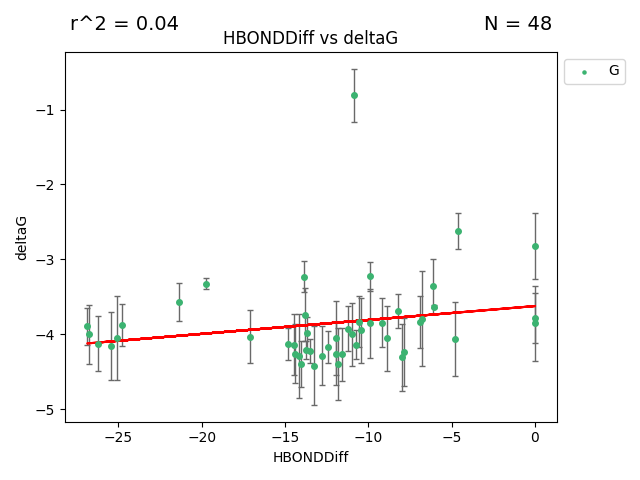 r^2 = 0.04
N = 48
HBONDDiff vs deltaG
G
−1
−2
−3
−4
−5
deltaG
−25
−20
−15
−10
−5
0
HBONDDiff